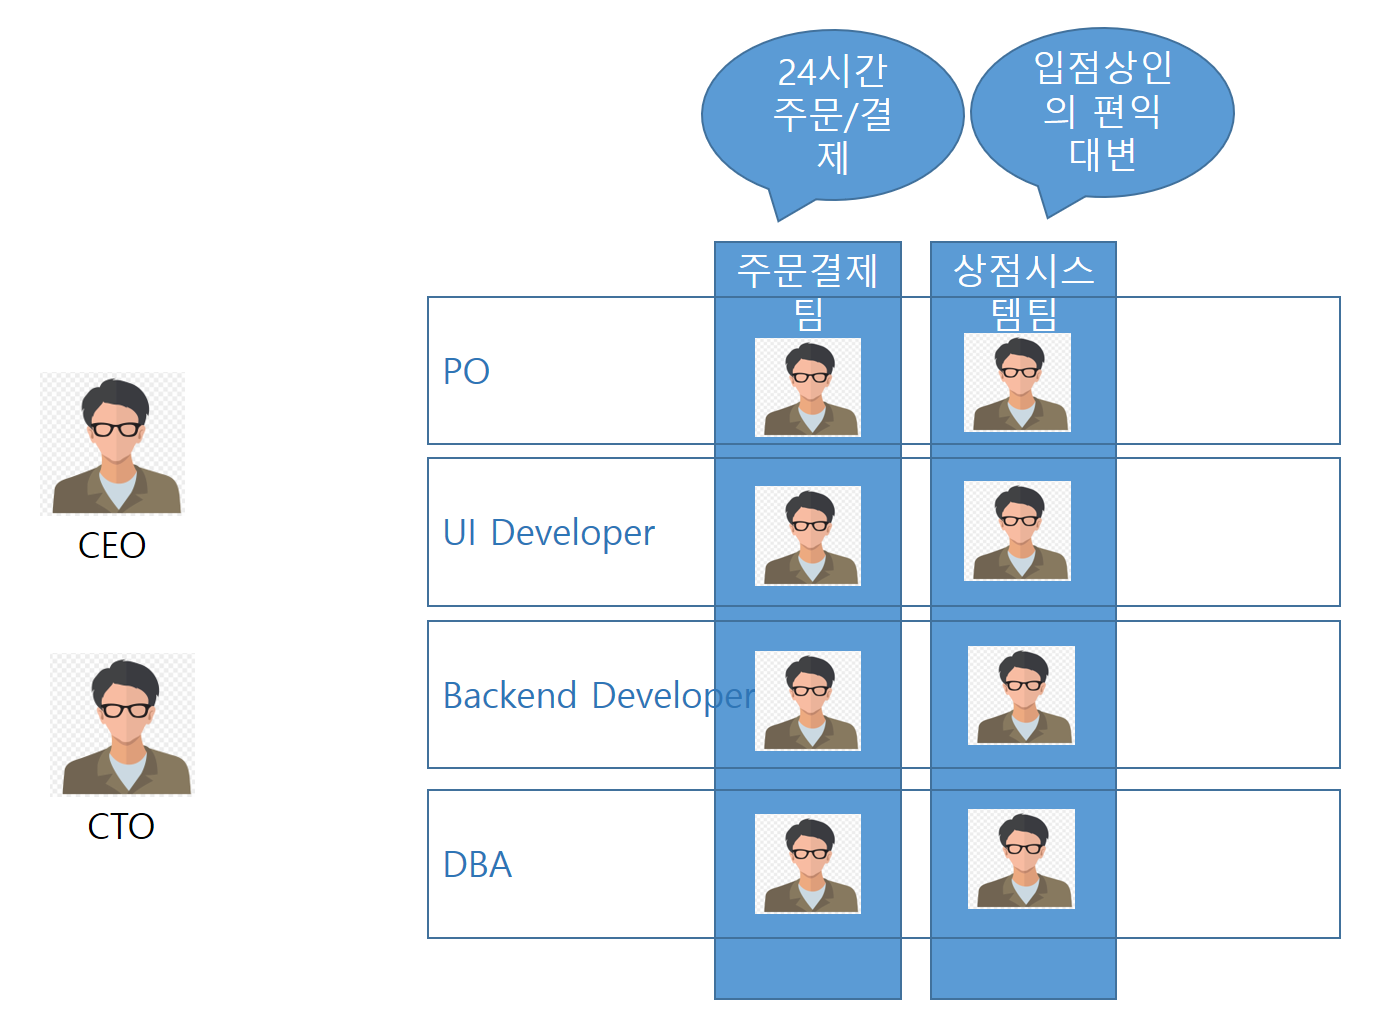 24시간
주문/결
제
입점상인
의 편익
대변
주문결제
팀
상점시스
템팀
PO
UI Developer
Backend Developer
DBA
CEO
CTO